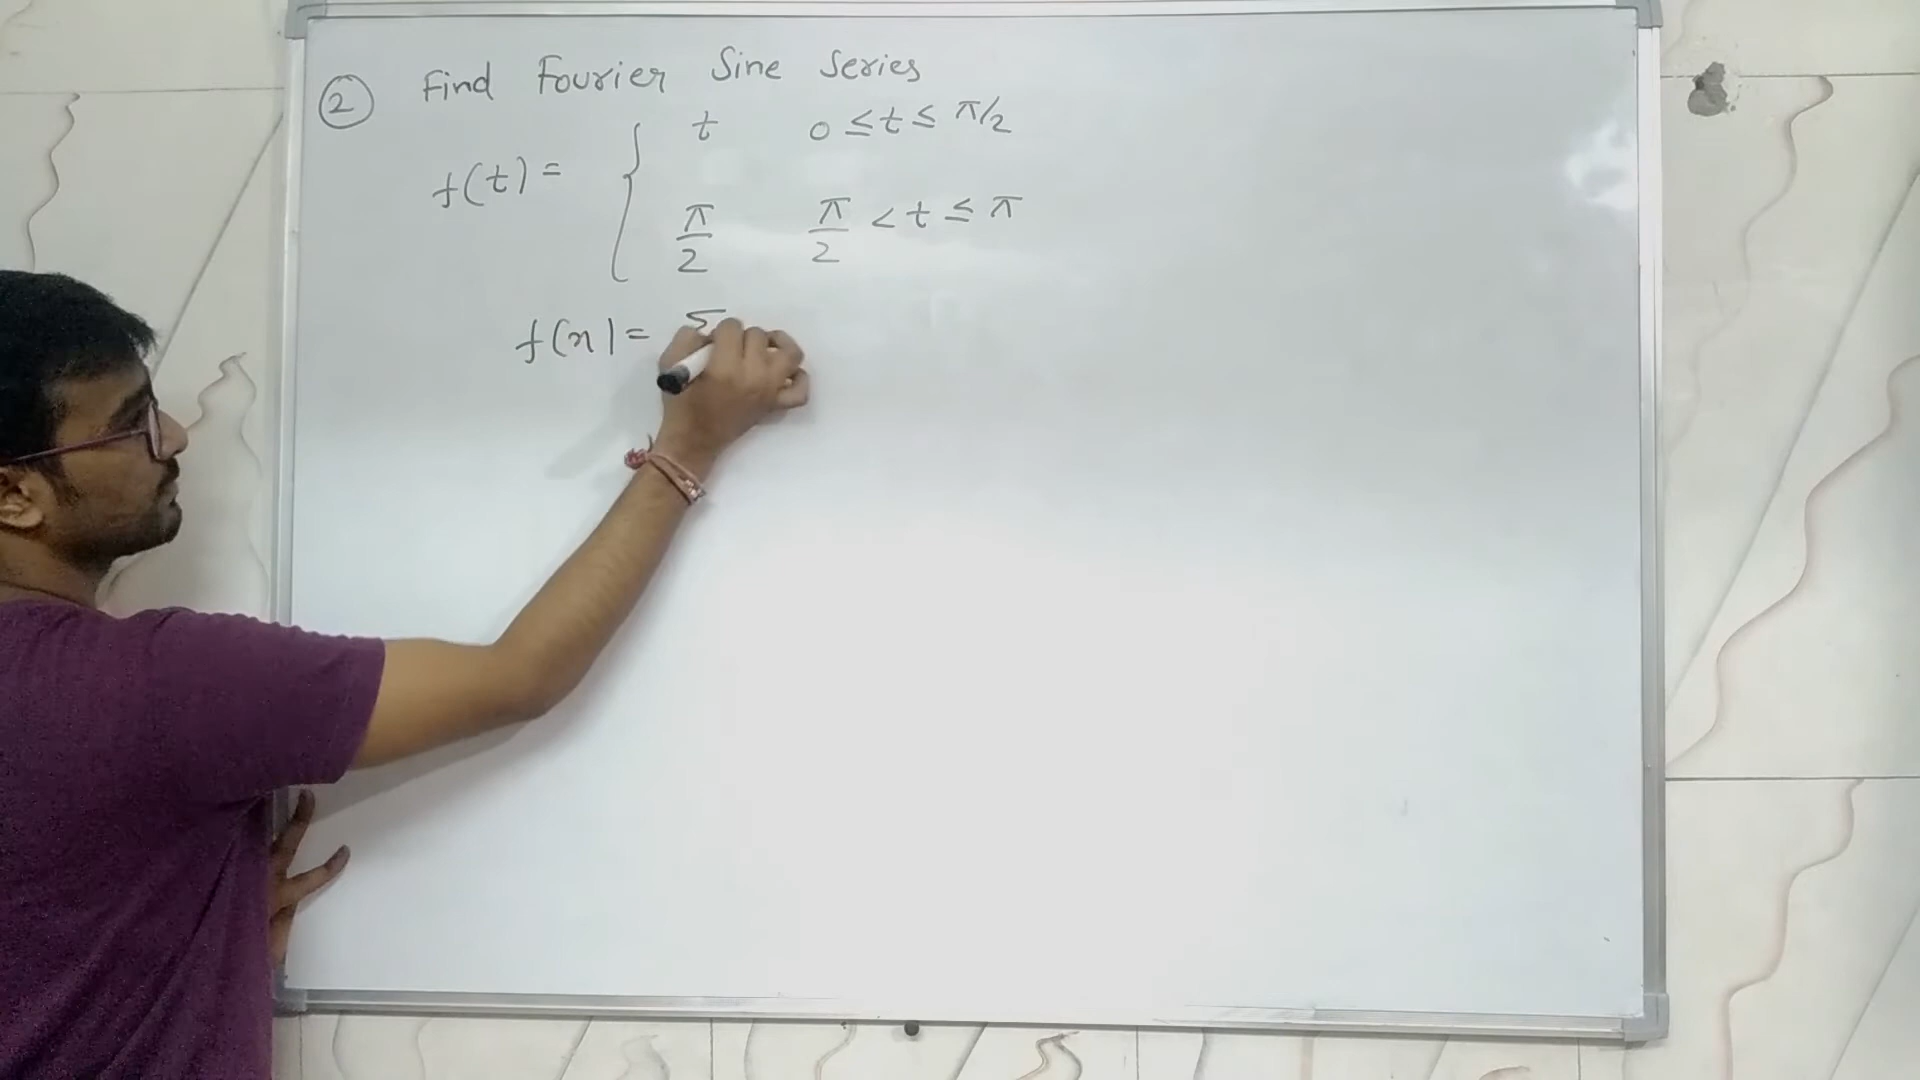 ② Find Fourier Sine Series
f(t) = { t 0 ≤ t ≤ π/2
π/2 π/2 < t ≤ π
f(x) = Σ